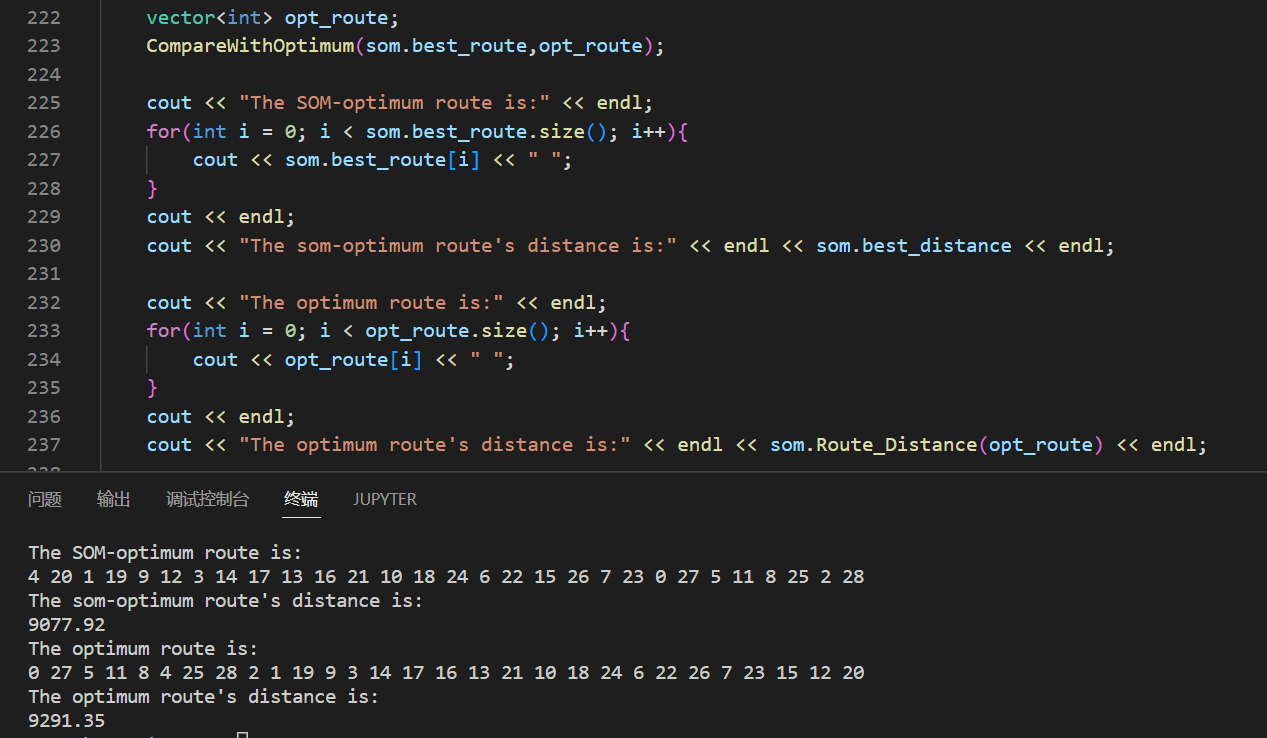 222 vector<int> opt_route;
223 CompareWithOptimum(som.best_route,opt_route);
224
225 cout << "The SOM-optimum route is:" << endl;
226 for(int i = 0; i < som.best_route.size(); i++){
227 cout << som.best_route[i] << " ";
228 }
229 cout << endl;
230 cout << "The som-optimum route's distance is:" << endl << som.best_distance << endl;
231
232 cout << "The optimum route is:" << endl;
233 for(int i = 0; i < opt_route.size(); i++){
234 cout << opt_route[i] << " ";
235 }
236 cout << endl;
237 cout << "The optimum route's distance is:" << endl << som.Route_Distance(opt_route) << endl;
问题 输出 调试控制台 终端 JUPYTER
The SOM-optimum route is:
4 20 1 19 9 12 3 14 17 13 16 21 10 18 24 6 22 15 26 7 23 0 27 5 11 8 25 2 28
The som-optimum route's distance is:
9077.92
The optimum route is:
0 27 5 11 8 4 25 28 2 1 19 9 3 14 17 16 13 21 10 18 24 6 22 26 7 23 15 12 20
The optimum route's distance is:
9291.35